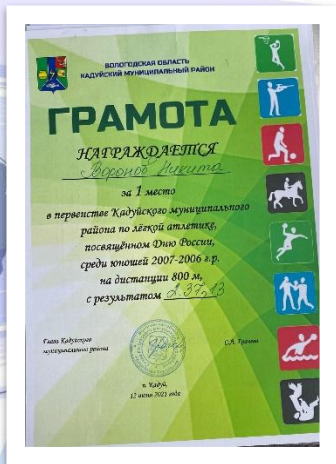 ВОЛОГОДСКАЯ ОБЛАСТЬ
КАДУЙСКИЙ МУНИЦИПАЛЬНЫЙ РАЙОН
ГРАМОТА
НАГРАЖДАЕТСЯ
Воронов Никита
за 1 место
в первенстве Кадуйского муниципального
района по лёгкой атлетике,
посвящённом Дню России,
среди юношей 2007-2006 г.р.
на дистанции 800 м,
с результатом 2.37,13
Глава Кадуйского
муниципального района
С.А. Грачева
п. Кадуй,
12 июня 2021 года